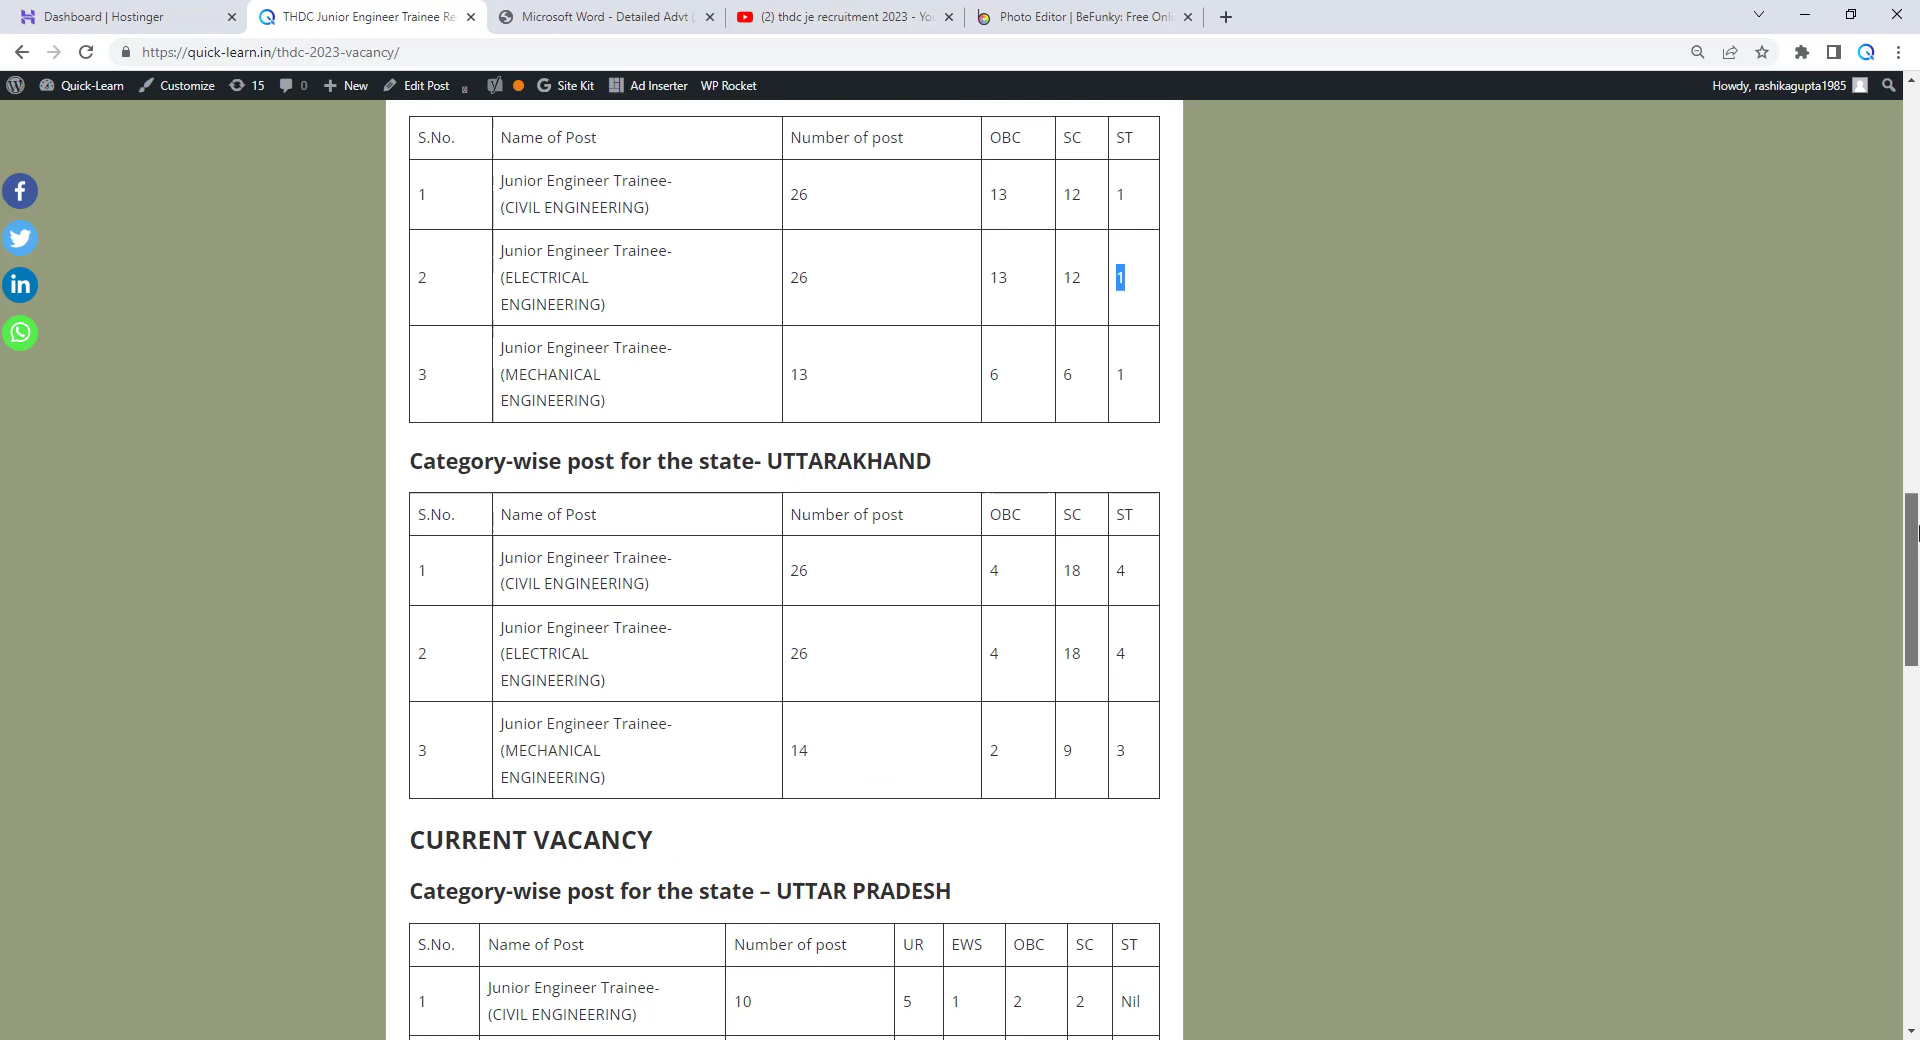 Dashboard | Hostinger
THDC Junior Engineer Trainee Re
Microsoft Word - Detailed Advt
(2) thdc je recruitment 2023 - Yo
Photo Editor | BeFunky: Free Onli
https://quick-learn.in/thdc-2023-vacancy/
Quick-Learn Customize 15 0 New Edit Post Site Kit Ad Inserter WP Rocket Howdy, rashikagupta1985
S.No. Name of Post Number of post OBC SC ST
Junior Engineer Trainee-
1 26 13 12 1
(CIVIL ENGINEERING)
Junior Engineer Trainee-
2 (ELECTRICAL 26 13 12 1
ENGINEERING)
Junior Engineer Trainee-
3 (MECHANICAL 13 6 6 1
ENGINEERING)
Category-wise post for the state- UTTARAKHAND
S.No. Name of Post Number of post OBC SC ST
Junior Engineer Trainee-
1 26 4 18 4
(CIVIL ENGINEERING)
Junior Engineer Trainee-
2 (ELECTRICAL 26 4 18 4
ENGINEERING)
Junior Engineer Trainee-
3 (MECHANICAL 14 2 9 3
ENGINEERING)
CURRENT VACANCY
Category-wise post for the state – UTTAR PRADESH
S.No. Name of Post Number of post UR EWS OBC SC ST
Junior Engineer Trainee-
1 10 5 1 2 2 Nil
(CIVIL ENGINEERING)